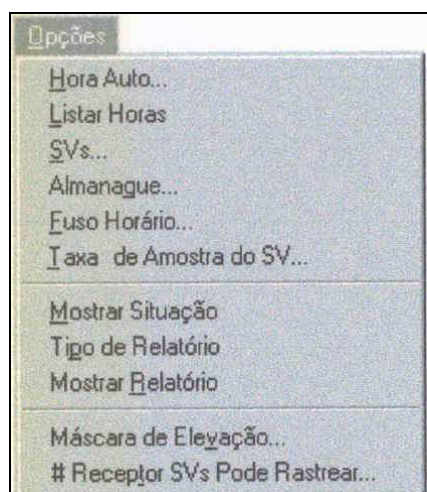 Opções
Hora Auto...
Listar Horas
SVs...
Almanague...
Fuso Horário...
Taxa de Amostra do SV...
Mostrar Situação
Tipo de Relatório
Mostrar Relatório
Máscara de Elevação...
# Receptor SVs Pode Rastrear...